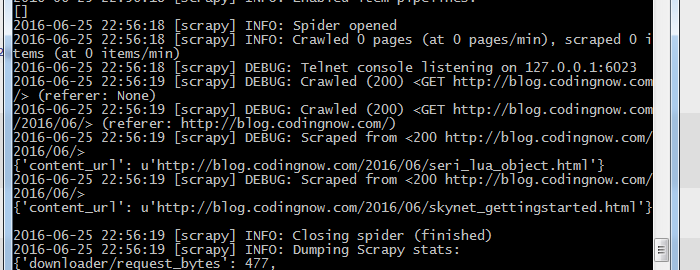 []
2016-06-25 22:56:18 [scrapy] INFO: Spider opened
2016-06-25 22:56:18 [scrapy] INFO: Crawled 0 pages (at 0 pages/min), scraped 0 i
tems (at 0 items/min)
2016-06-25 22:56:18 [scrapy] DEBUG: Telnet console listening on 127.0.0.1:6023
2016-06-25 22:56:19 [scrapy] DEBUG: Crawled (200) <GET http://blog.codingnow.com
/> (referer: None)
2016-06-25 22:56:19 [scrapy] DEBUG: Crawled (200) <GET http://blog.codingnow.com
/2016/06/> (referer: http://blog.codingnow.com/)
2016-06-25 22:56:19 [scrapy] DEBUG: Scraped from <200 http://blog.codingnow.com/
2016/06/>
{'content_url': u'http://blog.codingnow.com/2016/06/seri_lua_object.html'}
2016-06-25 22:56:19 [scrapy] DEBUG: Scraped from <200 http://blog.codingnow.com/
2016/06/>
{'content_url': u'http://blog.codingnow.com/2016/06/skynet_gettingstarted.html'}
2016-06-25 22:56:19 [scrapy] INFO: Closing spider (finished)
2016-06-25 22:56:19 [scrapy] INFO: Dumping Scrapy stats:
{'downloader/request_bytes': 477,